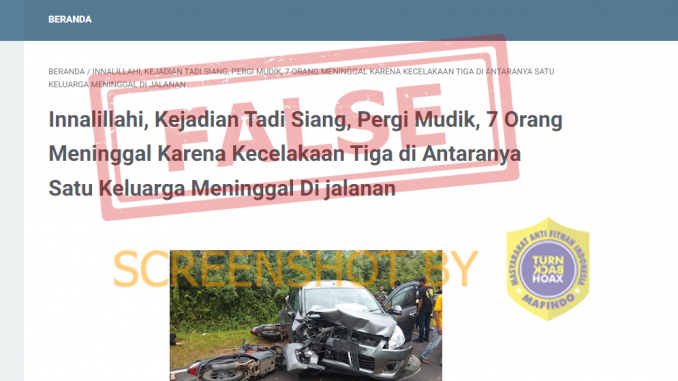 BERANDA
BERANDA / INNALILLAHI, KEJADIAN TADI SIANG, PERGI MUDIK, 7 ORANG MENINGGAL KARENA KECELAKAAN TIGA DI ANTARANYA SATU
KELUARGA MENINGGAL DI JALANAN
Innalillahi, Kejadian Tadi Siang, Pergi Mudik, 7 Orang
Meninggal Karena Kecelakaan Tiga di Antaranya
Satu Keluarga Meninggal Di jalanan
FALSE
SCREENSHOT BY
MASYARAKAT ANTI FITNAH INDONESIA
TURN
BACK
HOAX
MAFINDO